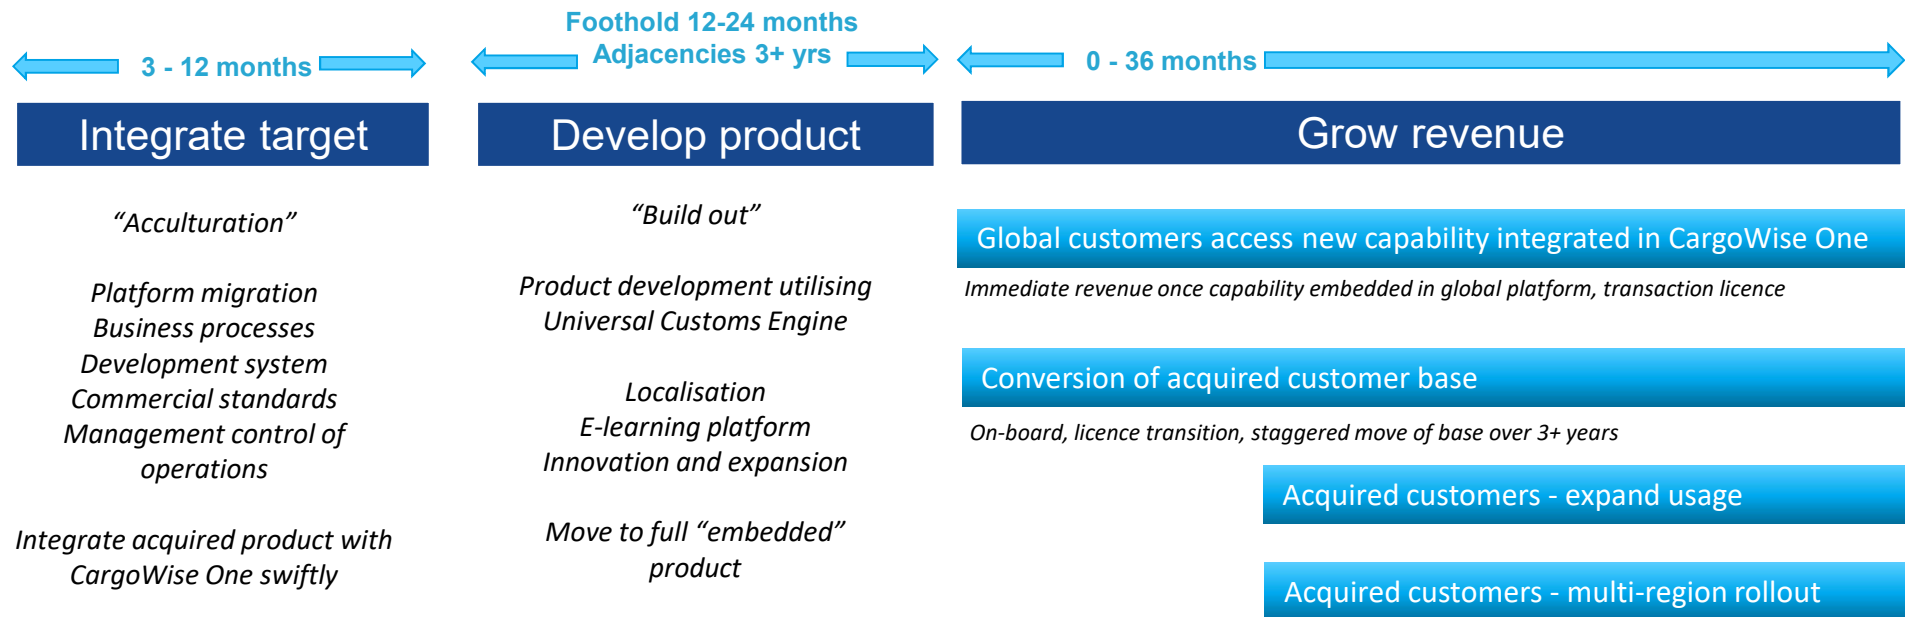 3 - 12 months
Integrate target
“Acculturation”
Platform migration
Business processes
Development system
Commercial standards
Management control of
operations
Integrate acquired product with
CargoWise One swiftly
Foothold 12-24 months
Adjacencies 3+ yrs
Develop product
“Build out”
Product development utilising
Universal Customs Engine
Localisation
E-learning platform
Innovation and expansion
Move to full “embedded”
product
0 - 36 months
Grow revenue
Global customers access new capability integrated in CargoWise One
Immediate revenue once capability embedded in global platform, transaction licence
Conversion of acquired customer base
On-board, licence transition, staggered move of base over 3+ years
Acquired customers - expand usage
Acquired customers - multi-region rollout